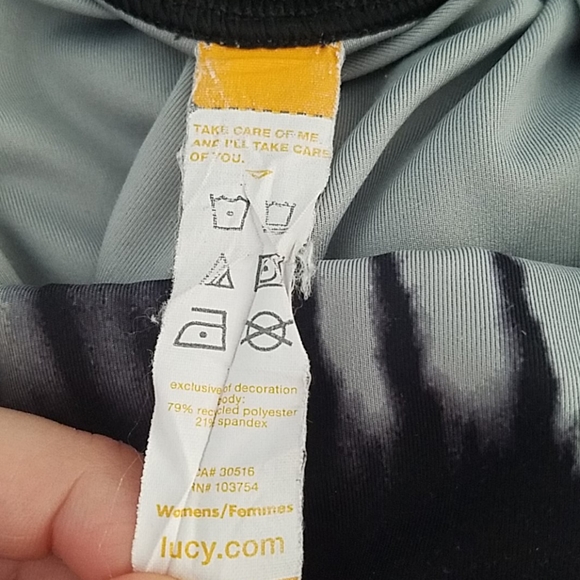 TAKE CARE OF ME
AND I'LL TAKE CARE
OF YOU.
exclusive of decoration
body:
79% recycled polyester
21% spandex
CA# 30516
RN# 103754
Womens/Femmes
lucy.com